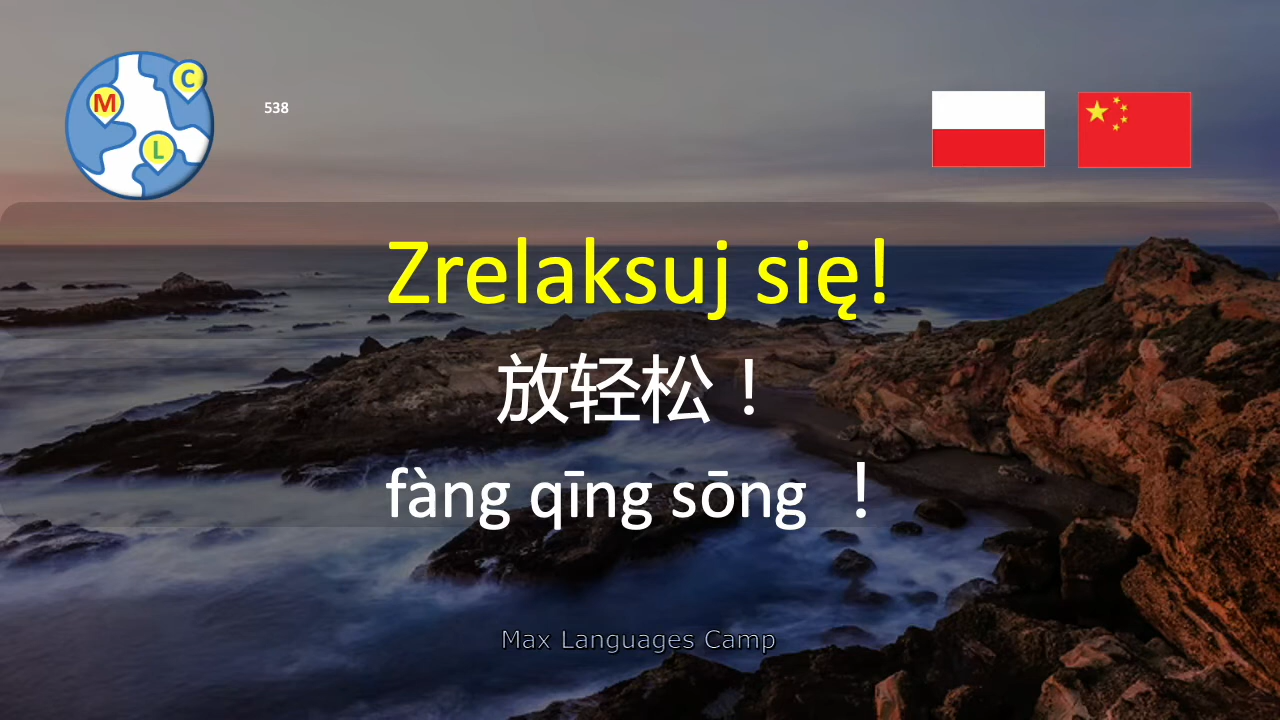 M
C
L
538
Zrelaksuj się!
放轻松！
fàng qīng sōng ！
Max Languages Camp